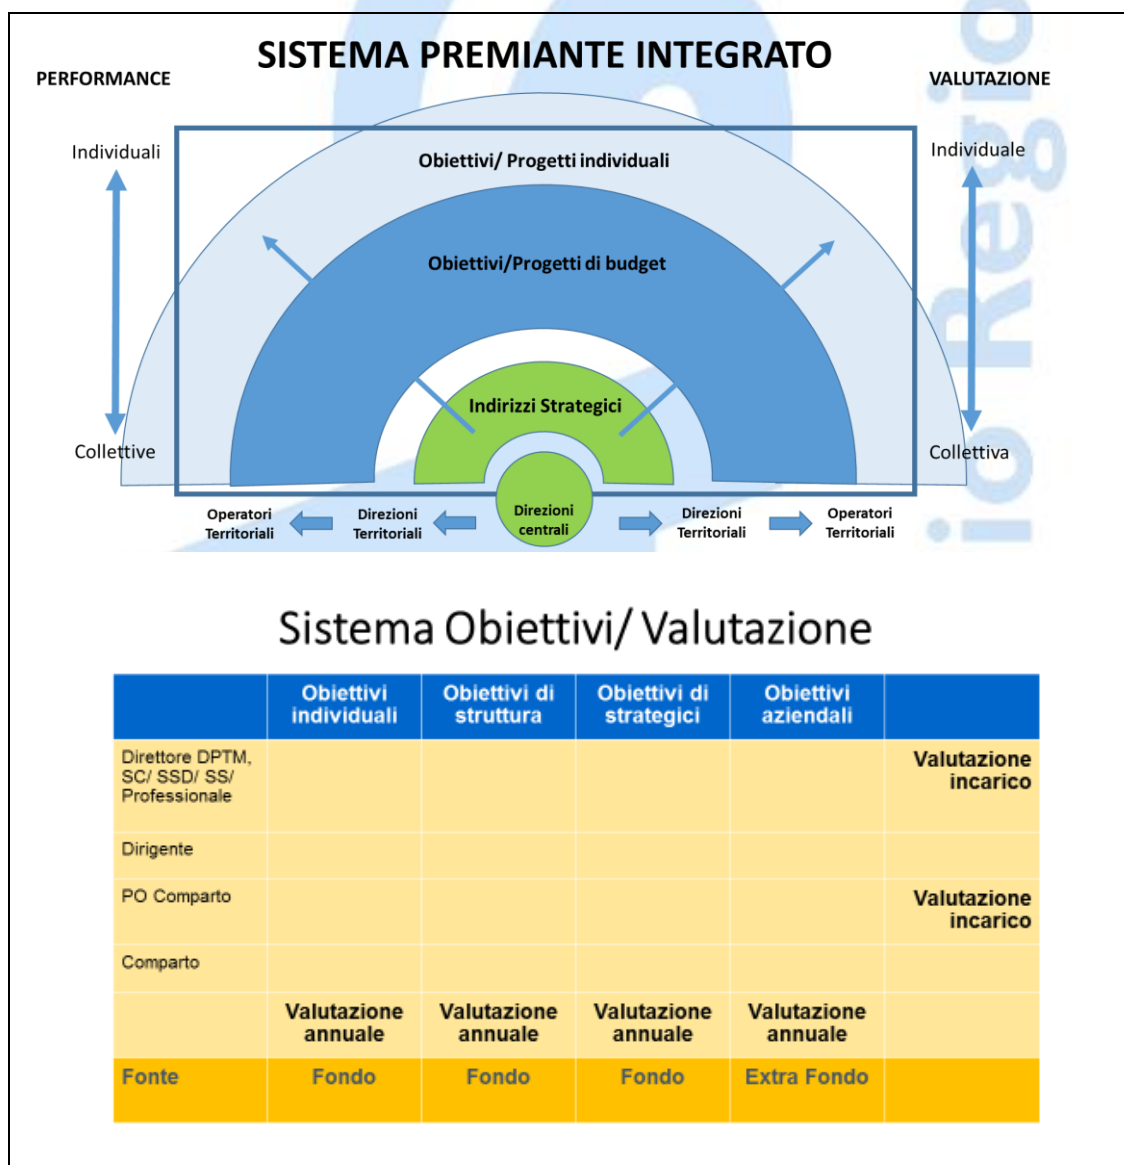 SISTEMA PREMIANTE INTEGRATO
PERFORMANCE
VALUTAZIONE
Individuali
Individuale
Obiettivi/ Progetti individuali
Obiettivi/Progetti di budget
Indirizzi Strategici
Collettive
Collettiva
Operatori
Territoriali
Direzioni
Territoriali
Direzioni
centrali
Direzioni
Territoriali
Operatori
Territoriali
io Regio
Sistema Obiettivi/ Valutazione
Obiettivi
individuali
Obiettivi di
struttura
Obiettivi di
strategici
Obiettivi
aziendali
Direttore DPTM,
SC/ SSD/ SS/
Professionale
Valutazione
incarico
Dirigente
PO Comparto
Valutazione
incarico
Comparto
Valutazione
annuale
Valutazione
annuale
Valutazione
annuale
Valutazione
annuale
Fonte
Fondo
Fondo
Fondo
Extra Fondo